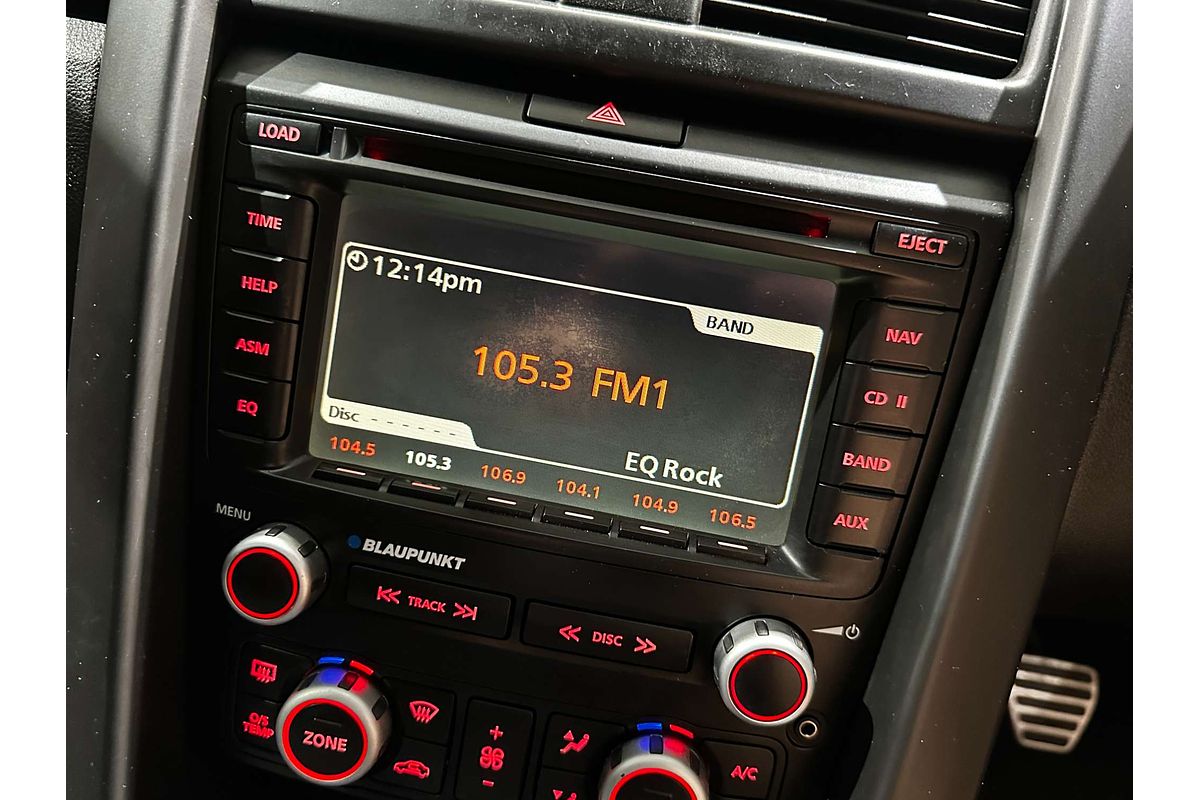 LOAD
EJECT
TIME
HELP
ASM
EQ
12:14pm
BAND
105.3 FM1
Disc ------
EQ Rock
104.5 105.3 106.9 104.1 104.9 106.5
NAV
CD II
BAND
AUX
MENU
BLAUPUNKT
TRACK
DISC
O/S
TEMP
ZONE
+
-
A/C